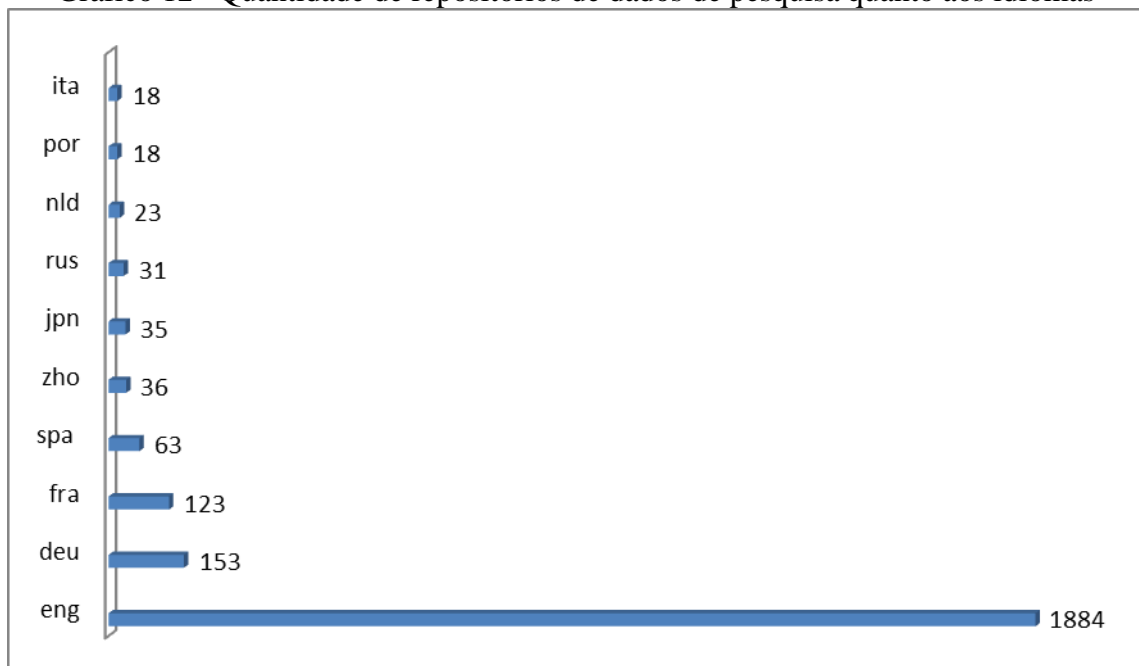 Gráfico 12 - Quantidade de repositórios de dados de pesquisa quanto aos idiomas
ita 18
por 18
nld 23
rus 31
jpn 35
zho 36
spa 63
fra 123
deu 153
eng 1884